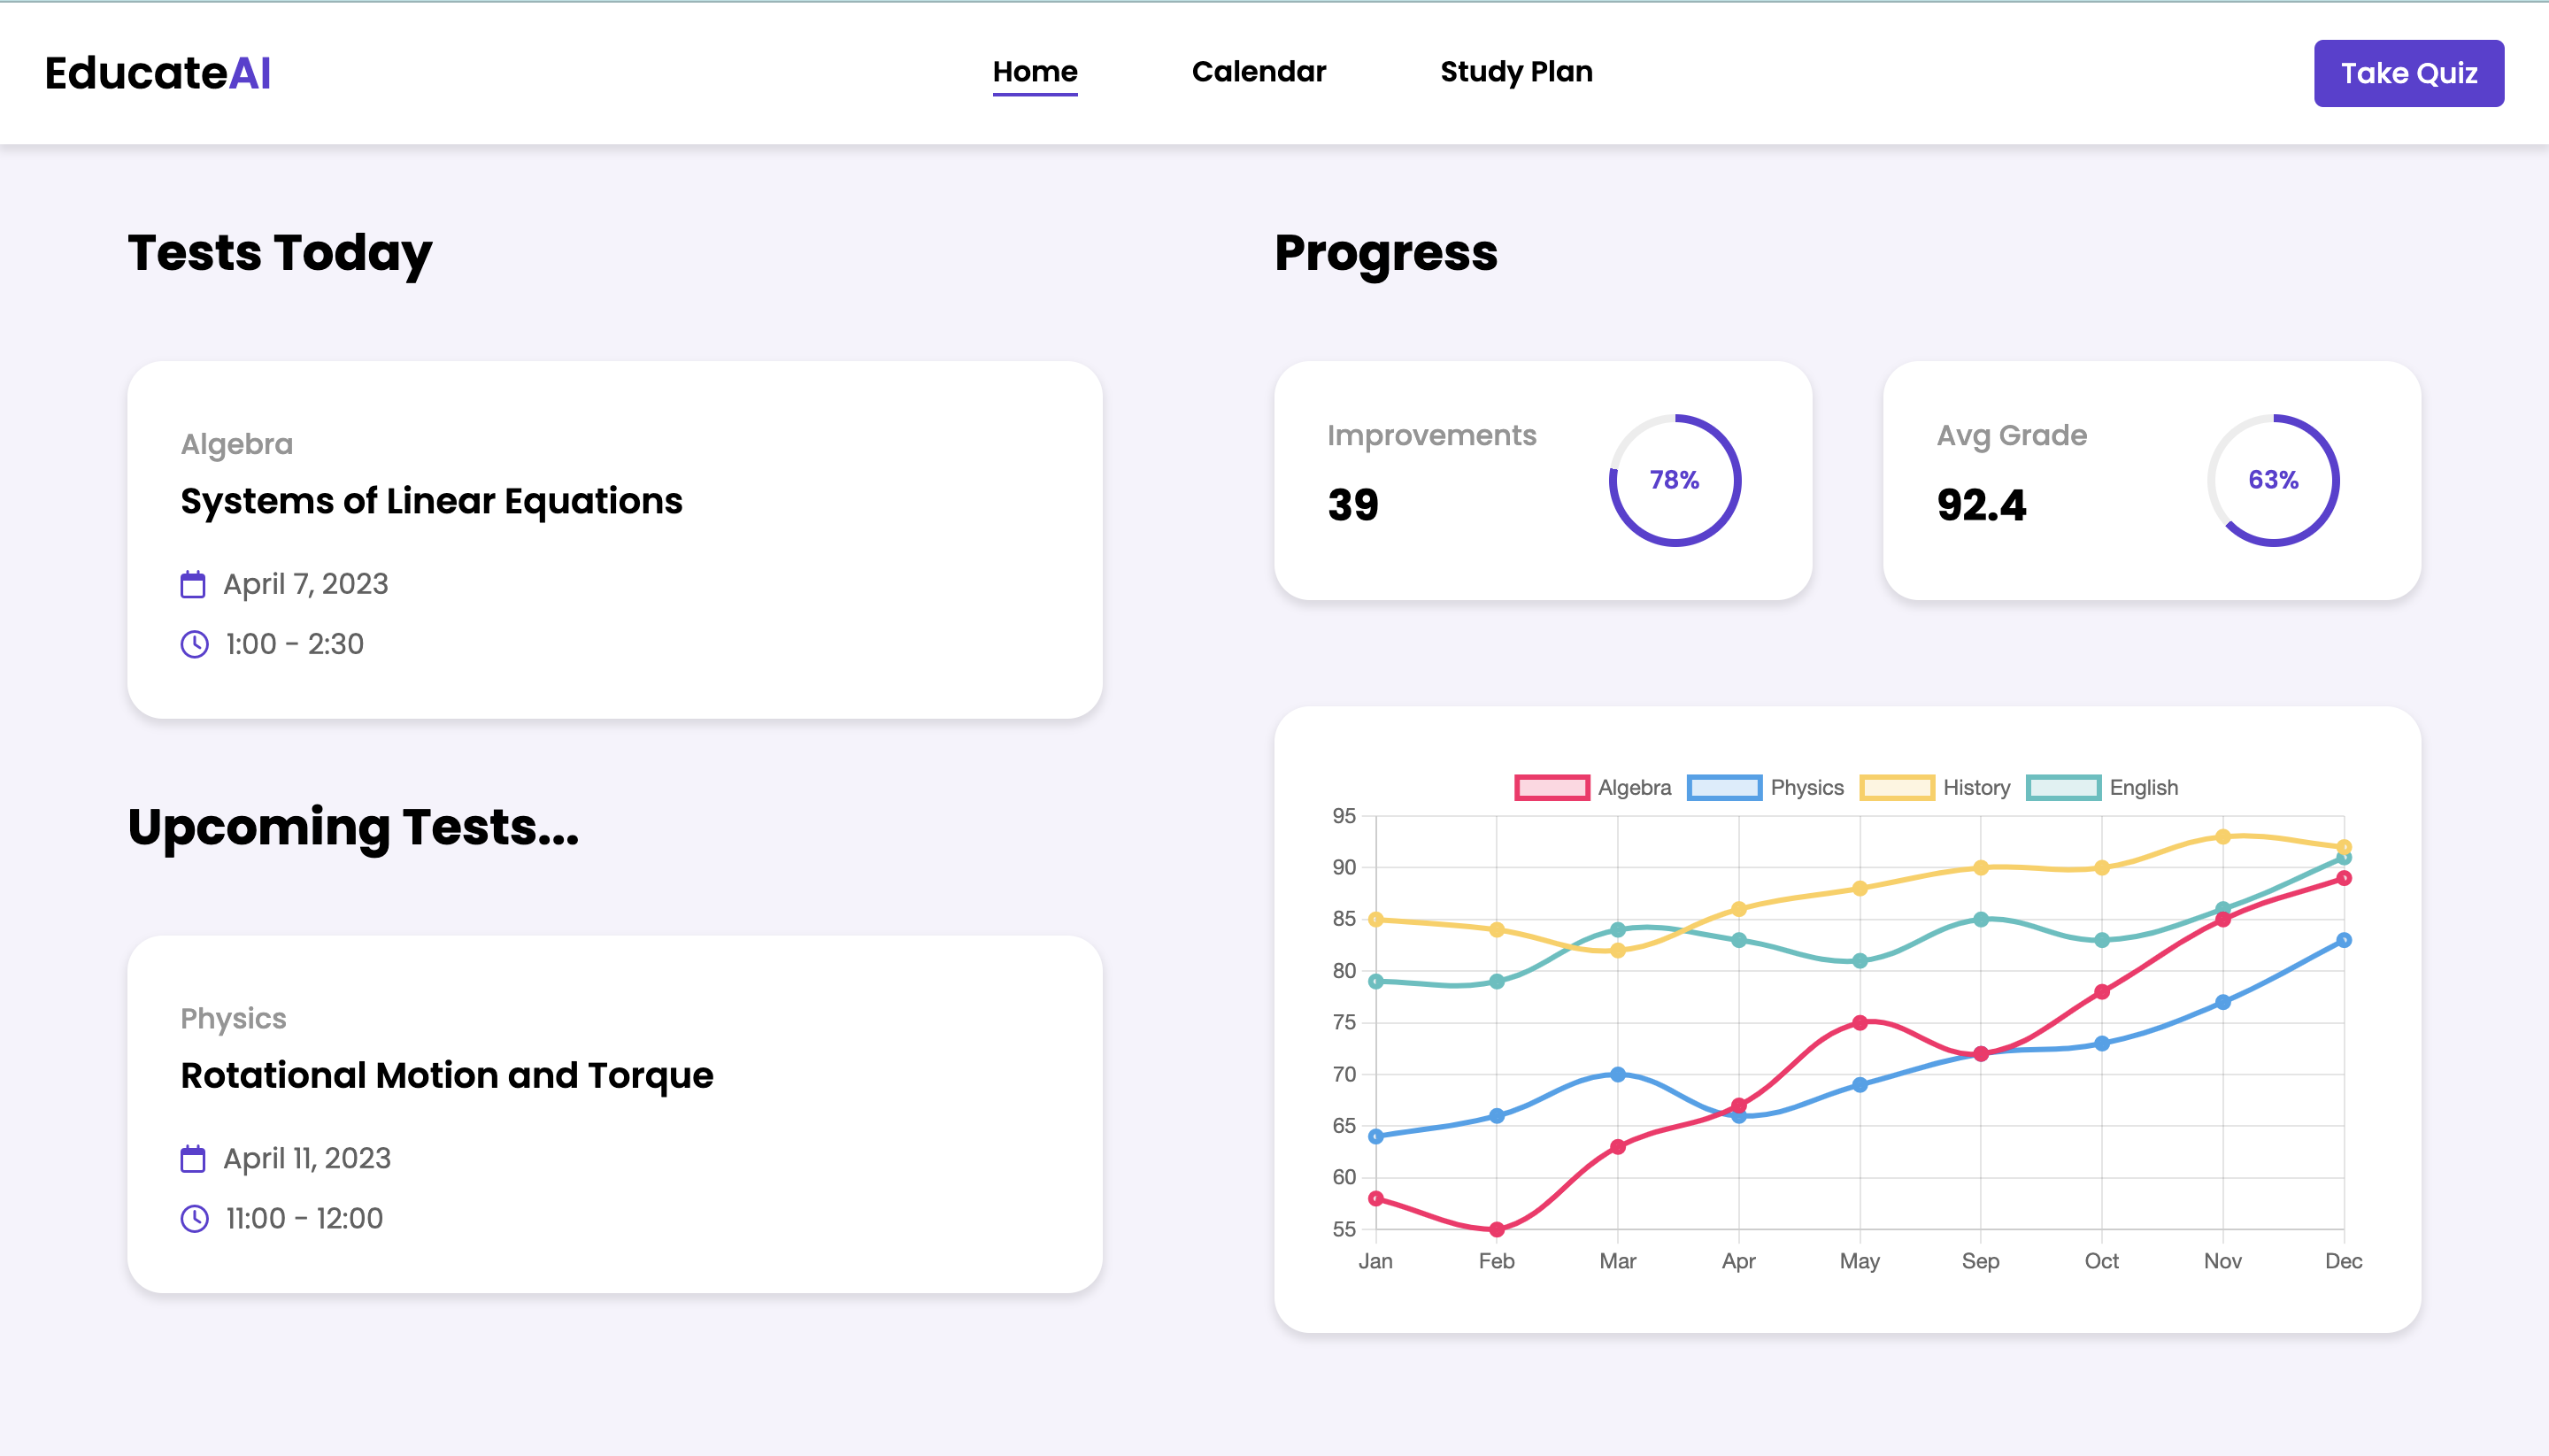 EducateAI
Home
Calendar
Study Plan
Take Quiz
Tests Today
Algebra
Systems of Linear Equations
April 7, 2023
1:00 - 2:30
Upcoming Tests...
Physics
Rotational Motion and Torque
April 11, 2023
11:00 - 12:00
Progress
Improvements
39
78%
Avg Grade
92.4
63%
Algebra Physics History English
95
90
85
80
75
70
65
60
55
Jan Feb Mar Apr May Sep Oct Nov Dec